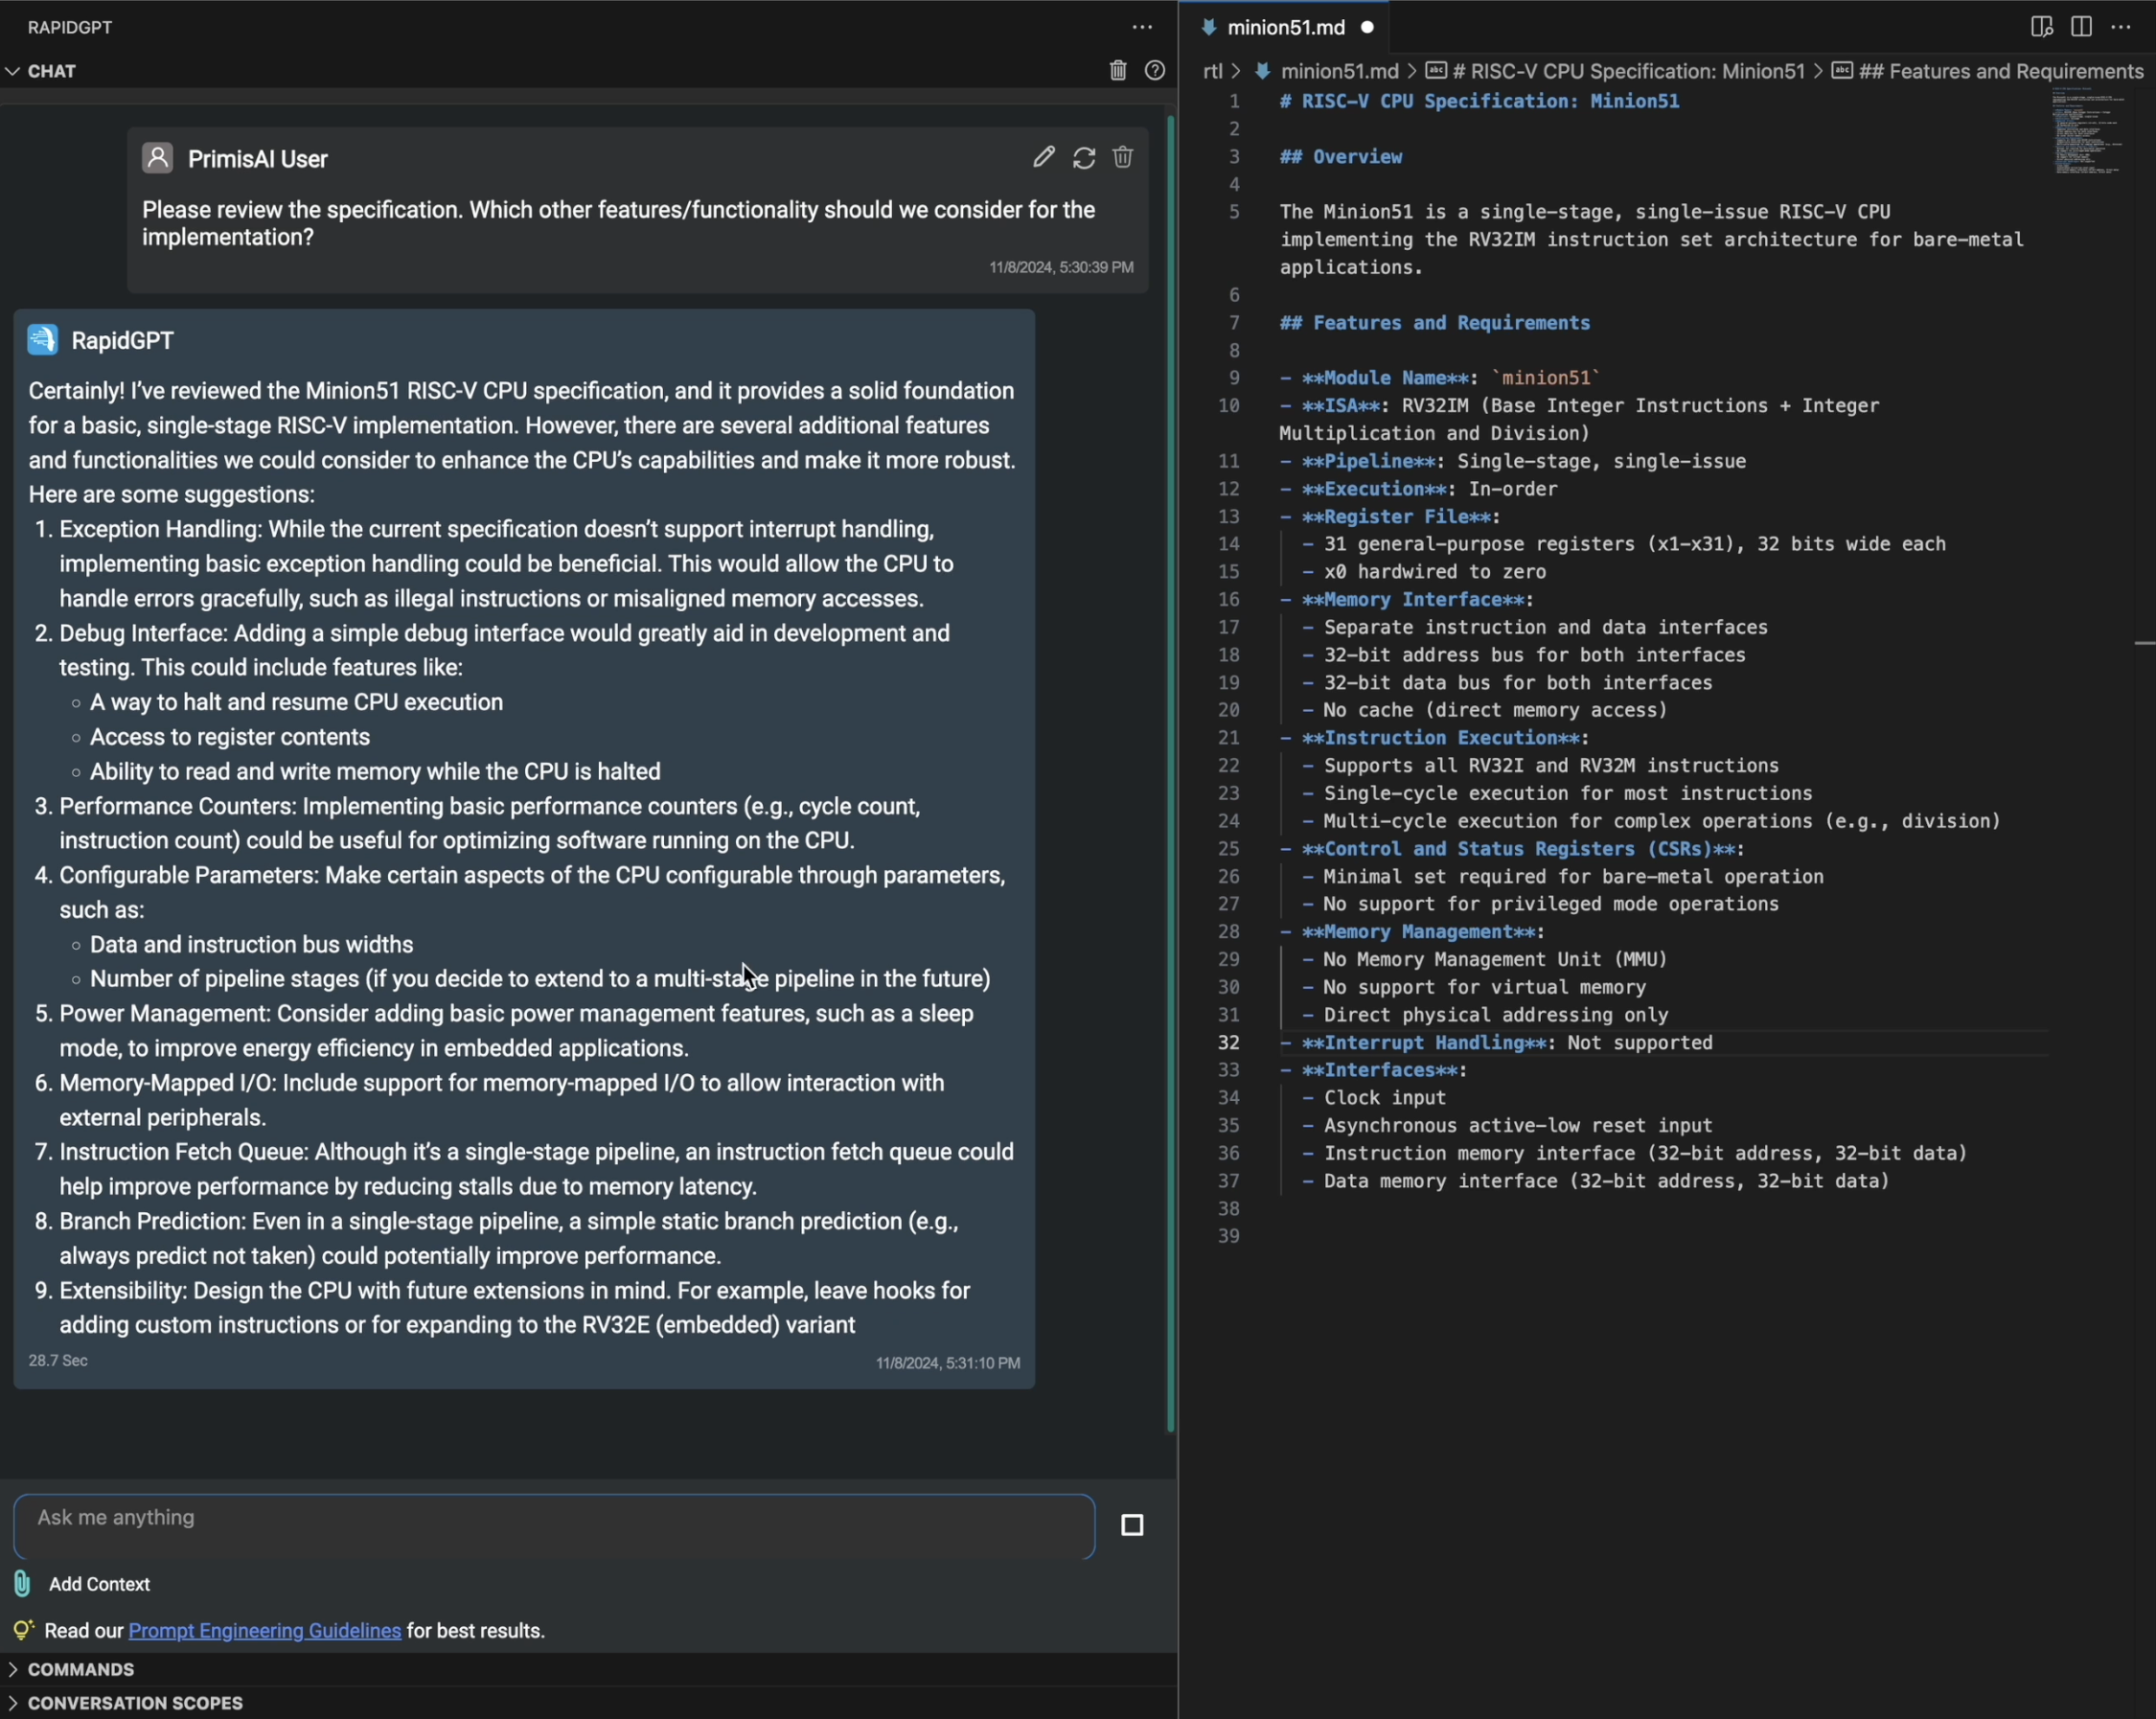 RAPIDGPT
CHAT
PrimisAI User
Please review the specification. Which other features/functionality should we consider for the
implementation?
11/8/2024, 5:30:39 PM
RapidGPT
Certainly! I've reviewed the Minion51 RISC-V CPU specification, and it provides a solid foundation
for a basic, single-stage RISC-V implementation. However, there are several additional features
and functionalities we could consider to enhance the CPU's capabilities and make it more robust.
Here are some suggestions:
1. Exception Handling: While the current specification doesn't support interrupt handling,
implementing basic exception handling could be beneficial. This would allow the CPU to
handle errors gracefully, such as illegal instructions or misaligned memory accesses.
2. Debug Interface: Adding a simple debug interface would greatly aid in development and
testing. This could include features like:
◦ A way to halt and resume CPU execution
◦ Access to register contents
◦ Ability to read and write memory while the CPU is halted
3. Performance Counters: Implementing basic performance counters (e.g., cycle count,
instruction count) could be useful for optimizing software running on the CPU.
4. Configurable Parameters: Make certain aspects of the CPU configurable through parameters,
such as:
◦ Data and instruction bus widths
◦ Number of pipeline stages (if you decide to extend to a multi-stage pipeline in the future)
5. Power Management: Consider adding basic power management features, such as a sleep
mode, to improve energy efficiency in embedded applications.
6. Memory-Mapped I/O: Include support for memory-mapped I/O to allow interaction with
external peripherals.
7. Instruction Fetch Queue: Although it's a single-stage pipeline, an instruction fetch queue could
help improve performance by reducing stalls due to memory latency.
8. Branch Prediction: Even in a single-stage pipeline, a simple static branch prediction (e.g.,
always predict not taken) could potentially improve performance.
9. Extensibility: Design the CPU with future extensions in mind. For example, leave hooks for
adding custom instructions or for expanding to the RV32E (embedded) variant
28.7 Sec
11/8/2024, 5:31:10 PM
Ask me anything
Add Context
Read our Prompt Engineering Guidelines for best results.
COMMANDS
CONVERSATION SCOPES
minion51.md
rtl > minion51.md > # RISC-V CPU Specification: Minion51 > ## Features and Requirements
1 # RISC-V CPU Specification: Minion51
2
3 ## Overview
4
5 The Minion51 is a single-stage, single-issue RISC-V CPU
implementing the RV32IM instruction set architecture for bare-metal
applications.
6
7 ## Features and Requirements
8
9 - **Module Name**: `minion51`
10 - **ISA**: RV32IM (Base Integer Instructions + Integer
Multiplication and Division)
11 - **Pipeline**: Single-stage, single-issue
12 - **Execution**: In-order
13 - **Register File**:
14 - 31 general-purpose registers (x1-x31), 32 bits wide each
15 - x0 hardwired to zero
16 - **Memory Interface**:
17 - Separate instruction and data interfaces
18 - 32-bit address bus for both interfaces
19 - 32-bit data bus for both interfaces
20 - No cache (direct memory access)
21 - **Instruction Execution**:
22 - Supports all RV32I and RV32M instructions
23 - Single-cycle execution for most instructions
24 - Multi-cycle execution for complex operations (e.g., division)
25 - **Control and Status Registers (CSRs)**:
26 - Minimal set required for bare-metal operation
27 - No support for privileged mode operations
28 - **Memory Management**:
29 - No Memory Management Unit (MMU)
30 - No support for virtual memory
31 - Direct physical addressing only
32 - **Interrupt Handling**: Not supported
33 - **Interfaces**:
34 - Clock input
35 - Asynchronous active-low reset input
36 - Instruction memory interface (32-bit address, 32-bit data)
37 - Data memory interface (32-bit address, 32-bit data)
38
39